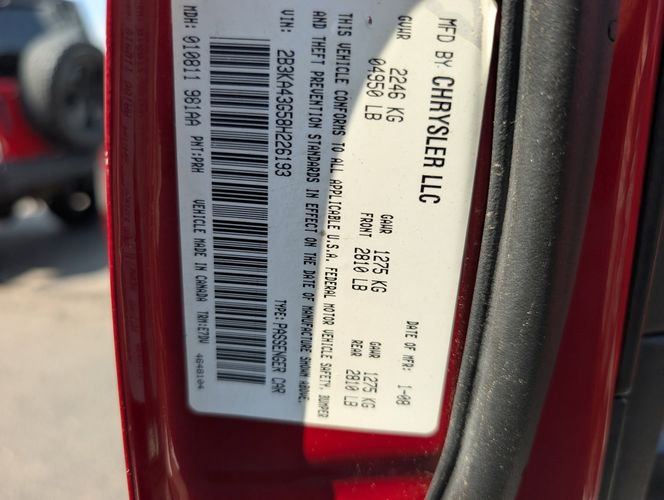 MFD BY CHRYSLER LLC
DATE OF MFR: 1-08
GVWR 2246 KG
04950 LB
GAWR FRONT 1275 KG
2810 LB
GAWR REAR 1275 KG
2810 LB
THIS VEHICLE CONFORMS TO ALL APPLICABLE U.S.A. FEDERAL MOTOR VEHICLE SAFETY, BUMPER
AND THEFT PREVENTION STANDARDS IN EFFECT ON THE DATE OF MANUFACTURE SHOWN ABOVE.
VIN: 2B3KA43G58H226193
TYPE: PASSENGER CAR
MDH: 010811 981AA
PNT:PRH
VEHICLE MADE IN CANADA
TRM:E7DV
4648104